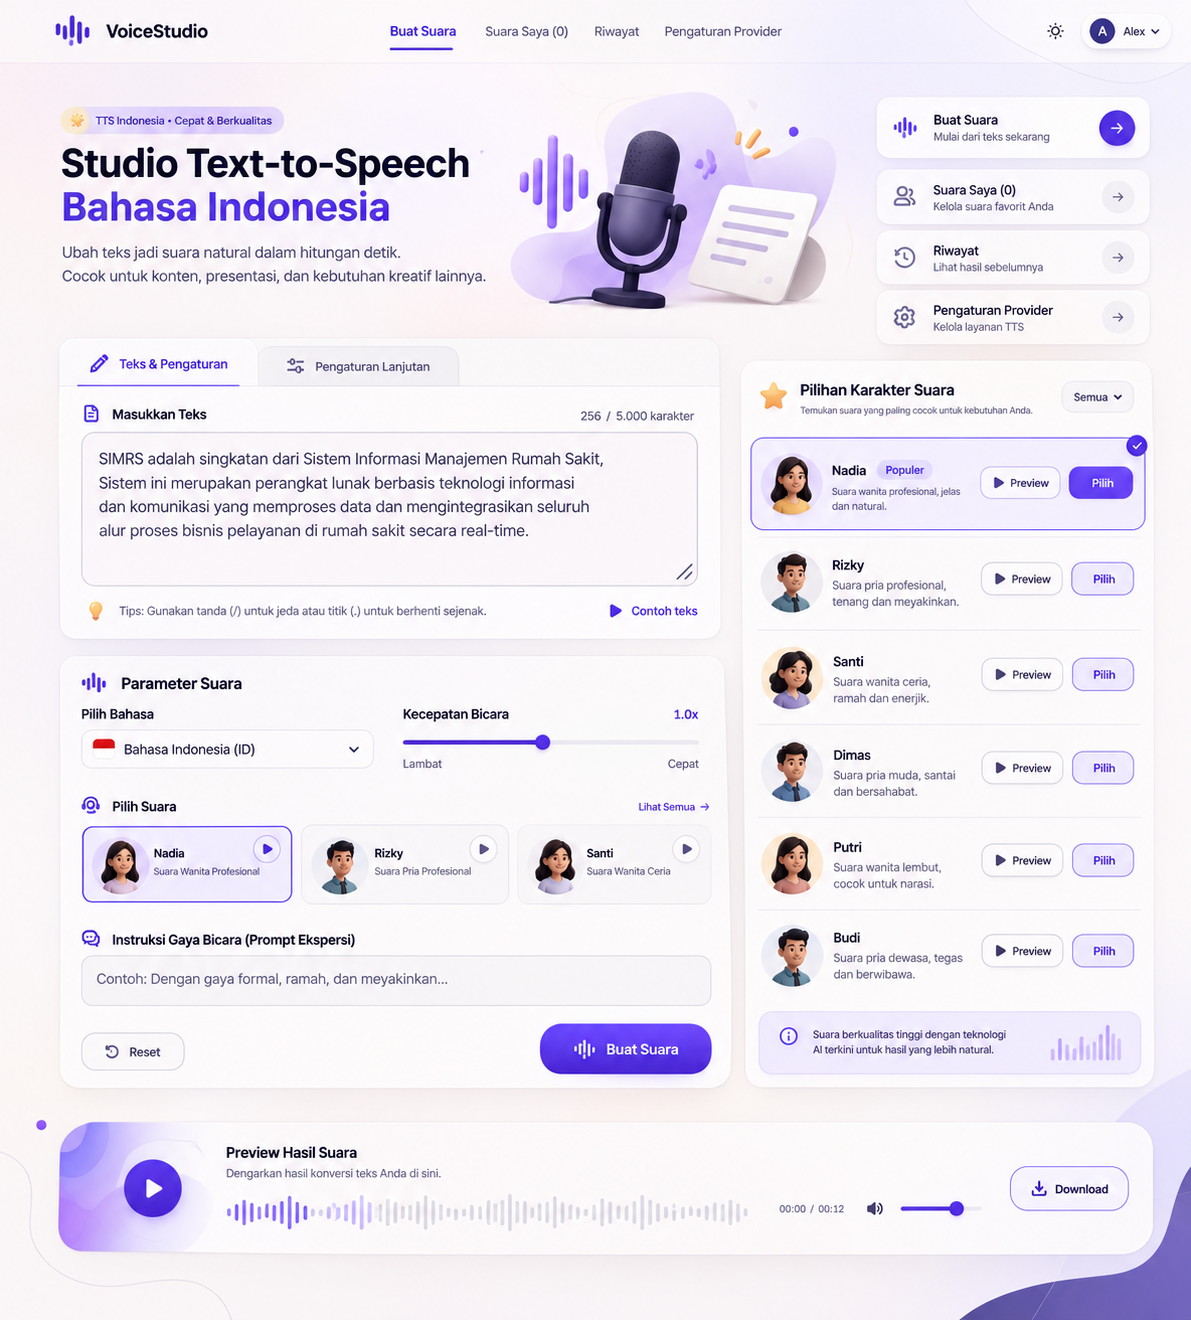 VoiceStudio
Buat Suara
Suara Saya (0)
Riwayat
Pengaturan Provider
A
Alex
TTS Indonesia • Cepat & Berkualitas
Studio Text-to-Speech
Bahasa Indonesia
Ubah teks jadi suara natural dalam hitungan detik.
Cocok untuk konten, presentasi, dan kebutuhan kreatif lainnya.
Buat Suara
Mulai dari teks sekarang
Suara Saya (0)
Kelola suara favorit Anda
Riwayat
Lihat hasil sebelumnya
Pengaturan Provider
Kelola layanan TTS
Teks & Pengaturan
Pengaturan Lanjutan
Masukkan Teks
256 / 5.000 karakter
SIMRS adalah singkatan dari Sistem Informasi Manajemen Rumah Sakit,
Sistem ini merupakan perangkat lunak berbasis teknologi informasi
dan komunikasi yang memproses data dan mengintegrasikan seluruh
alur proses bisnis pelayanan di rumah sakit secara real-time.
Tips: Gunakan tanda (/) untuk jeda atau titik (.) untuk berhenti sejenak.
Contoh teks
Parameter Suara
Pilih Bahasa
Bahasa Indonesia (ID)
Kecepatan Bicara
1.0x
Lambat
Cepat
Pilih Suara
Lihat Semua →
Nadia
Suara Wanita Profesional
Rizky
Suara Pria Profesional
Santi
Suara Wanita Ceria
Instruksi Gaya Bicara (Prompt Ekspersi)
Contoh: Dengan gaya formal, ramah, dan meyakinkan...
Reset
Buat Suara
Pilihan Karakter Suara
Temukan suara yang paling cocok untuk kebutuhan Anda.
Semua
Nadia
Populer
Suara wanita profesional, jelas
dan natural.
Preview
Pilih
Rizky
Suara pria profesional,
tenang dan meyakinkan.
Preview
Pilih
Santi
Suara wanita ceria,
ramah dan enerjik.
Preview
Pilih
Dimas
Suara pria muda, santai
dan bersahabat.
Preview
Pilih
Putri
Suara wanita lembut,
cocok untuk narasi.
Preview
Pilih
Budi
Suara pria dewasa, tegas
dan berwibawa.
Preview
Pilih
Suara berkualitas tinggi dengan teknologi
AI terkini untuk hasil yang lebih natural.
Preview Hasil Suara
Dengarkan hasil konversi teks Anda di sini.
00:00 / 00:12
Download